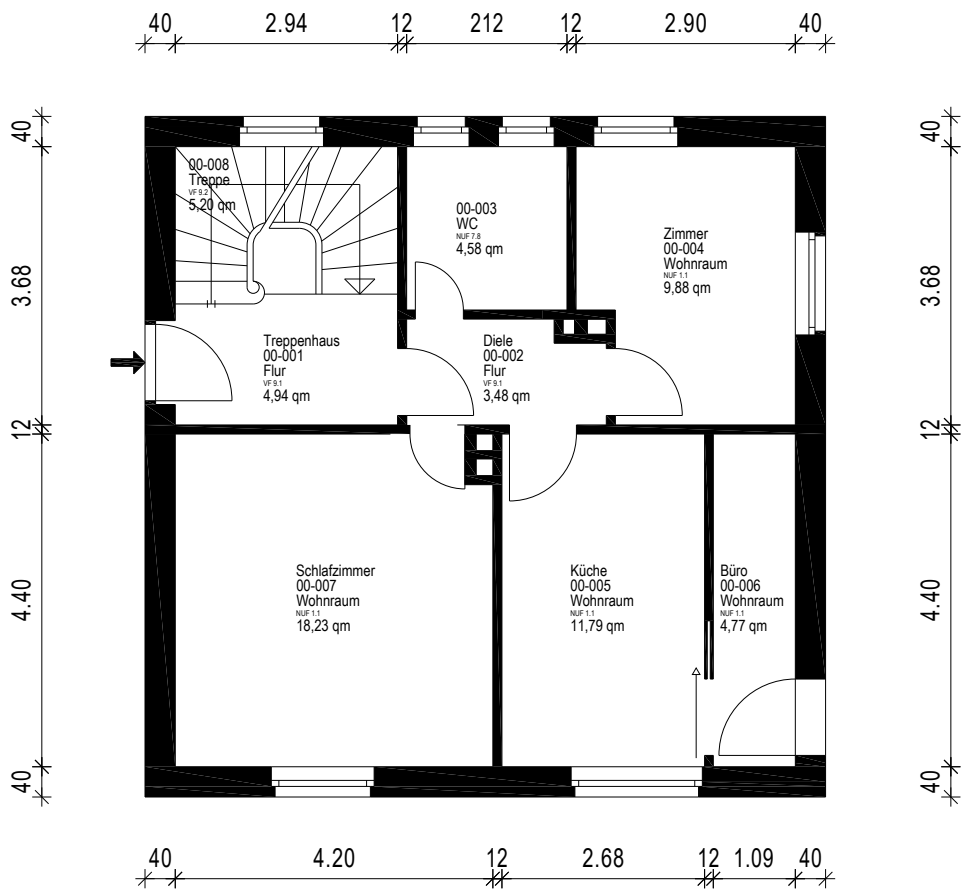 40 2.94 12 212 12 2.90 40
40
3.68
12
4.40
40
00-008
Treppe
VF 9.2
5,20 qm
00-003
WC
NUF 7.8
4,58 qm
Zimmer
00-004
Wohnraum
NUF 1.1
9,88 qm
Treppenhaus
00-001
Flur
VF 9.1
4,94 qm
Diele
00-002
Flur
VF 9.1
3,48 qm
Schlafzimmer
00-007
Wohnraum
NUF 1.1
18,23 qm
Küche
00-005
Wohnraum
NUF 1.1
11,79 qm
Büro
00-006
Wohnraum
NUF 1.1
4,77 qm
40
3.68
12
4.40
40
40 4.20 12 2.68 12 1.09 40